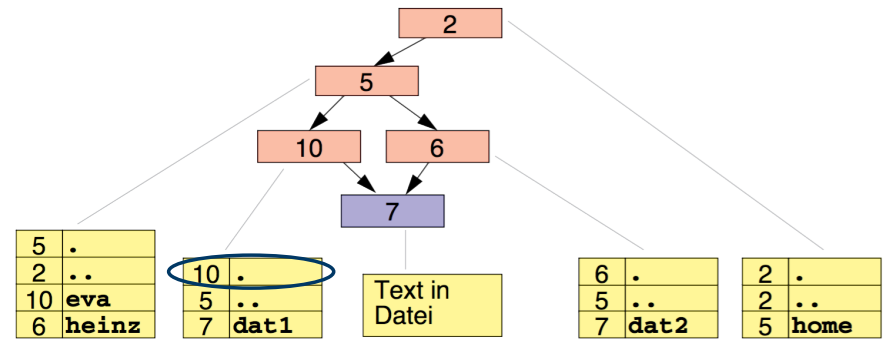 2
5
10 6
7
5 .
2 ..
10 eva
6 heinz
10 .
5 ..
7 dat1
Text in
Datei
6 .
5 ..
7 dat2
2 .
2 ..
5 home